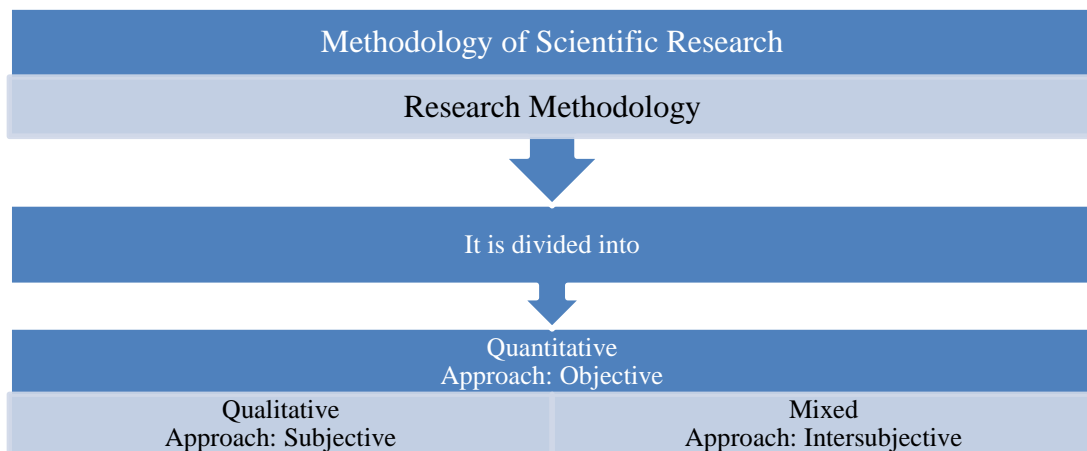 Methodology of Scientific Research
Research Methodology
It is divided into
Quantitative
Approach: Objective
Qualitative
Approach: Subjective
Mixed
Approach: Intersubjective